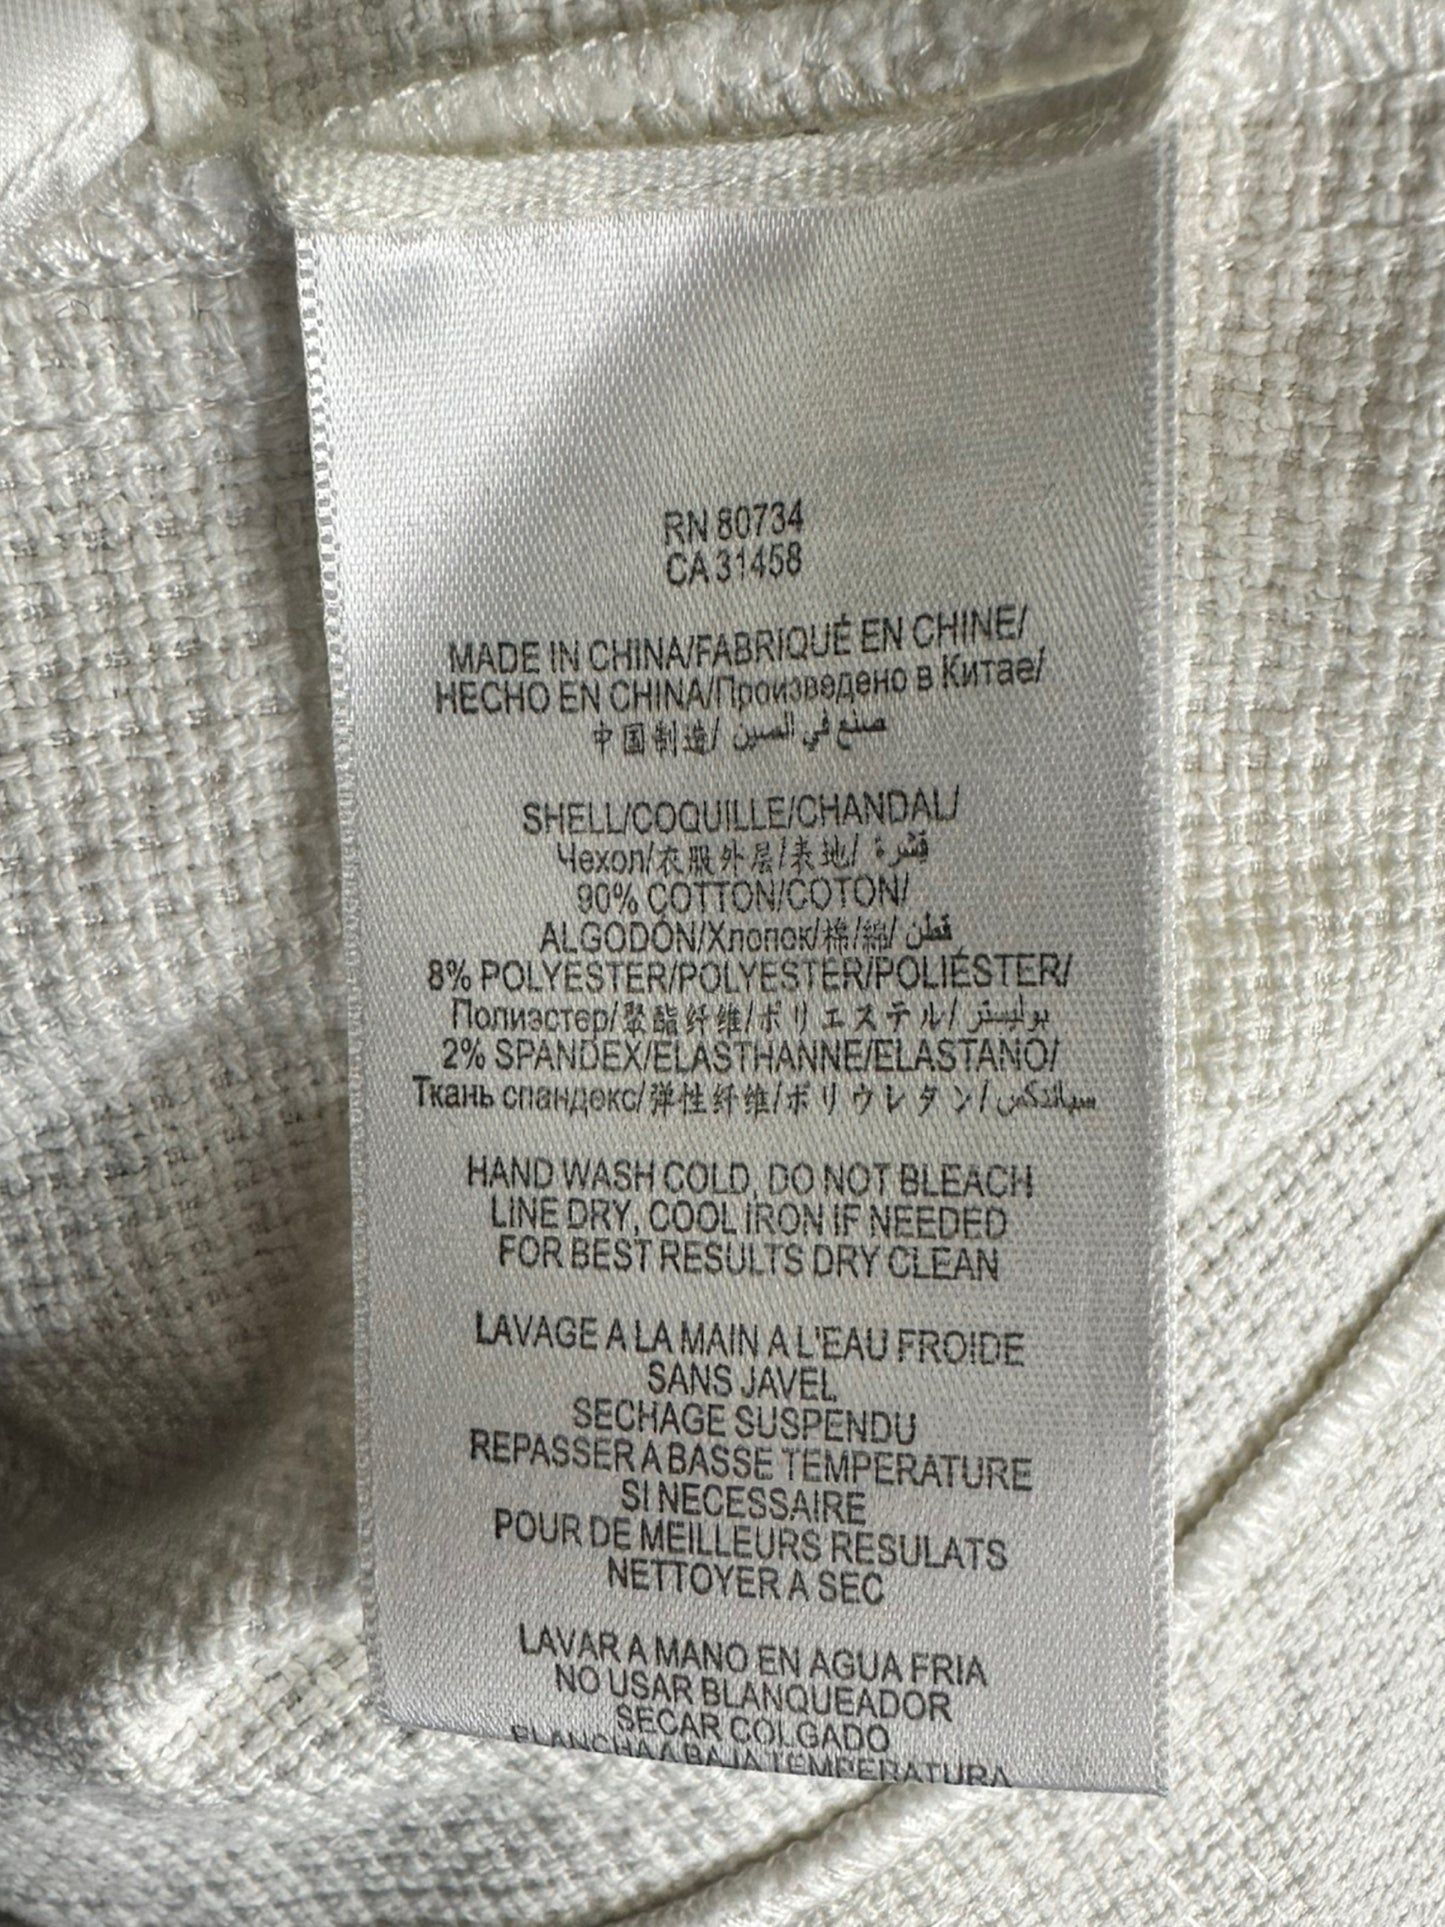 RN 80734
CA 31458
MADE IN CHINA/FABRIQUÉ EN CHINE/
HECHO EN CHINA/Произведено в Китае/
中国制造/ صنع في الصين
SHELL/COQUILLE/CHANDAL/
Чехол/衣服外层/表地/ قِشْرة
90% COTTON/COTON/
ALGODÓN/Хлопок/棉/綿/ قطن
8% POLYESTER/POLYESTER/POLIÉSTER/
Полиэстер/聚酯纤维/ポリエステル/ بوليستر
2% SPANDEX/ELASTHANNE/ELASTANO/
Ткань спандекс/弹性纤维/ポリウレタン/ سباندكس
HAND WASH COLD, DO NOT BLEACH
LINE DRY, COOL IRON IF NEEDED
FOR BEST RESULTS DRY CLEAN
LAVAGE A LA MAIN A L'EAU FROIDE
SANS JAVEL
SECHAGE SUSPENDU
REPASSER A BASSE TEMPERATURE
SI NECESSAIRE
POUR DE MEILLEURS RESULATS
NETTOYER A SEC
LAVAR A MANO EN AGUA FRIA
NO USAR BLANQUEADOR
SECAR COLGADO
PLANCHA A BAJA TEMPERATURA